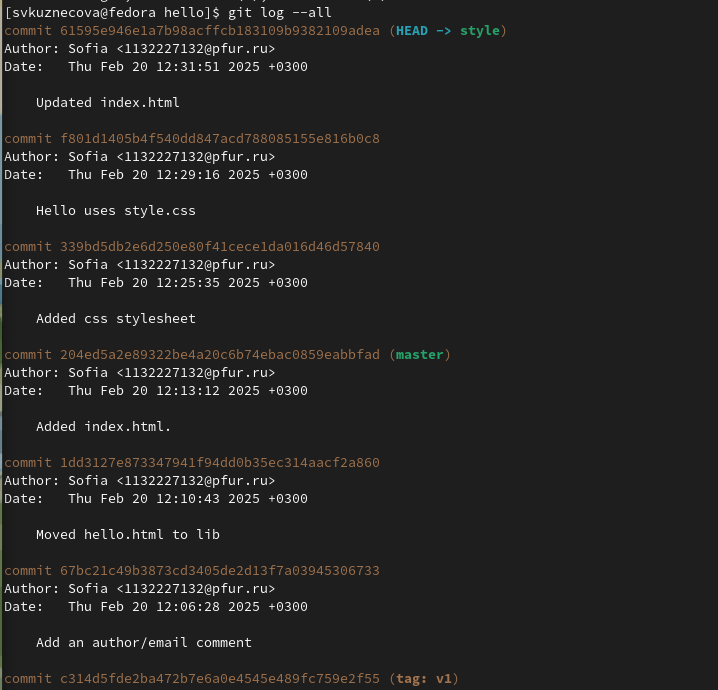 [svkuznecova@fedora hello]$ git log --all
commit 61595e946e1a7b98acffcb183109b9382109adea (HEAD -> style)
Author: Sofia <1132227132@pfur.ru>
Date:   Thu Feb 20 12:31:51 2025 +0300
    Updated index.html
commit f801d1405b4f540dd847acd788085155e816b0c8
Author: Sofia <1132227132@pfur.ru>
Date:   Thu Feb 20 12:29:16 2025 +0300
    Hello uses style.css
commit 339bd5db2e6d250e80f41cece1da016d46d57840
Author: Sofia <1132227132@pfur.ru>
Date:   Thu Feb 20 12:25:35 2025 +0300
    Added css stylesheet
commit 204ed5a2e89322be4a20c6b74ebac0859eabbfad (master)
Author: Sofia <1132227132@pfur.ru>
Date:   Thu Feb 20 12:13:12 2025 +0300
    Added index.html.
commit 1dd3127e873347941f94dd0b35ec314aacf2a860
Author: Sofia <1132227132@pfur.ru>
Date:   Thu Feb 20 12:10:43 2025 +0300
    Moved hello.html to lib
commit 67bc21c49b3873cd3405de2d13f7a03945306733
Author: Sofia <1132227132@pfur.ru>
Date:   Thu Feb 20 12:06:28 2025 +0300
    Add an author/email comment
commit c314d5fde2ba472b7e6a0e4545e489fc759e2f55 (tag: v1)